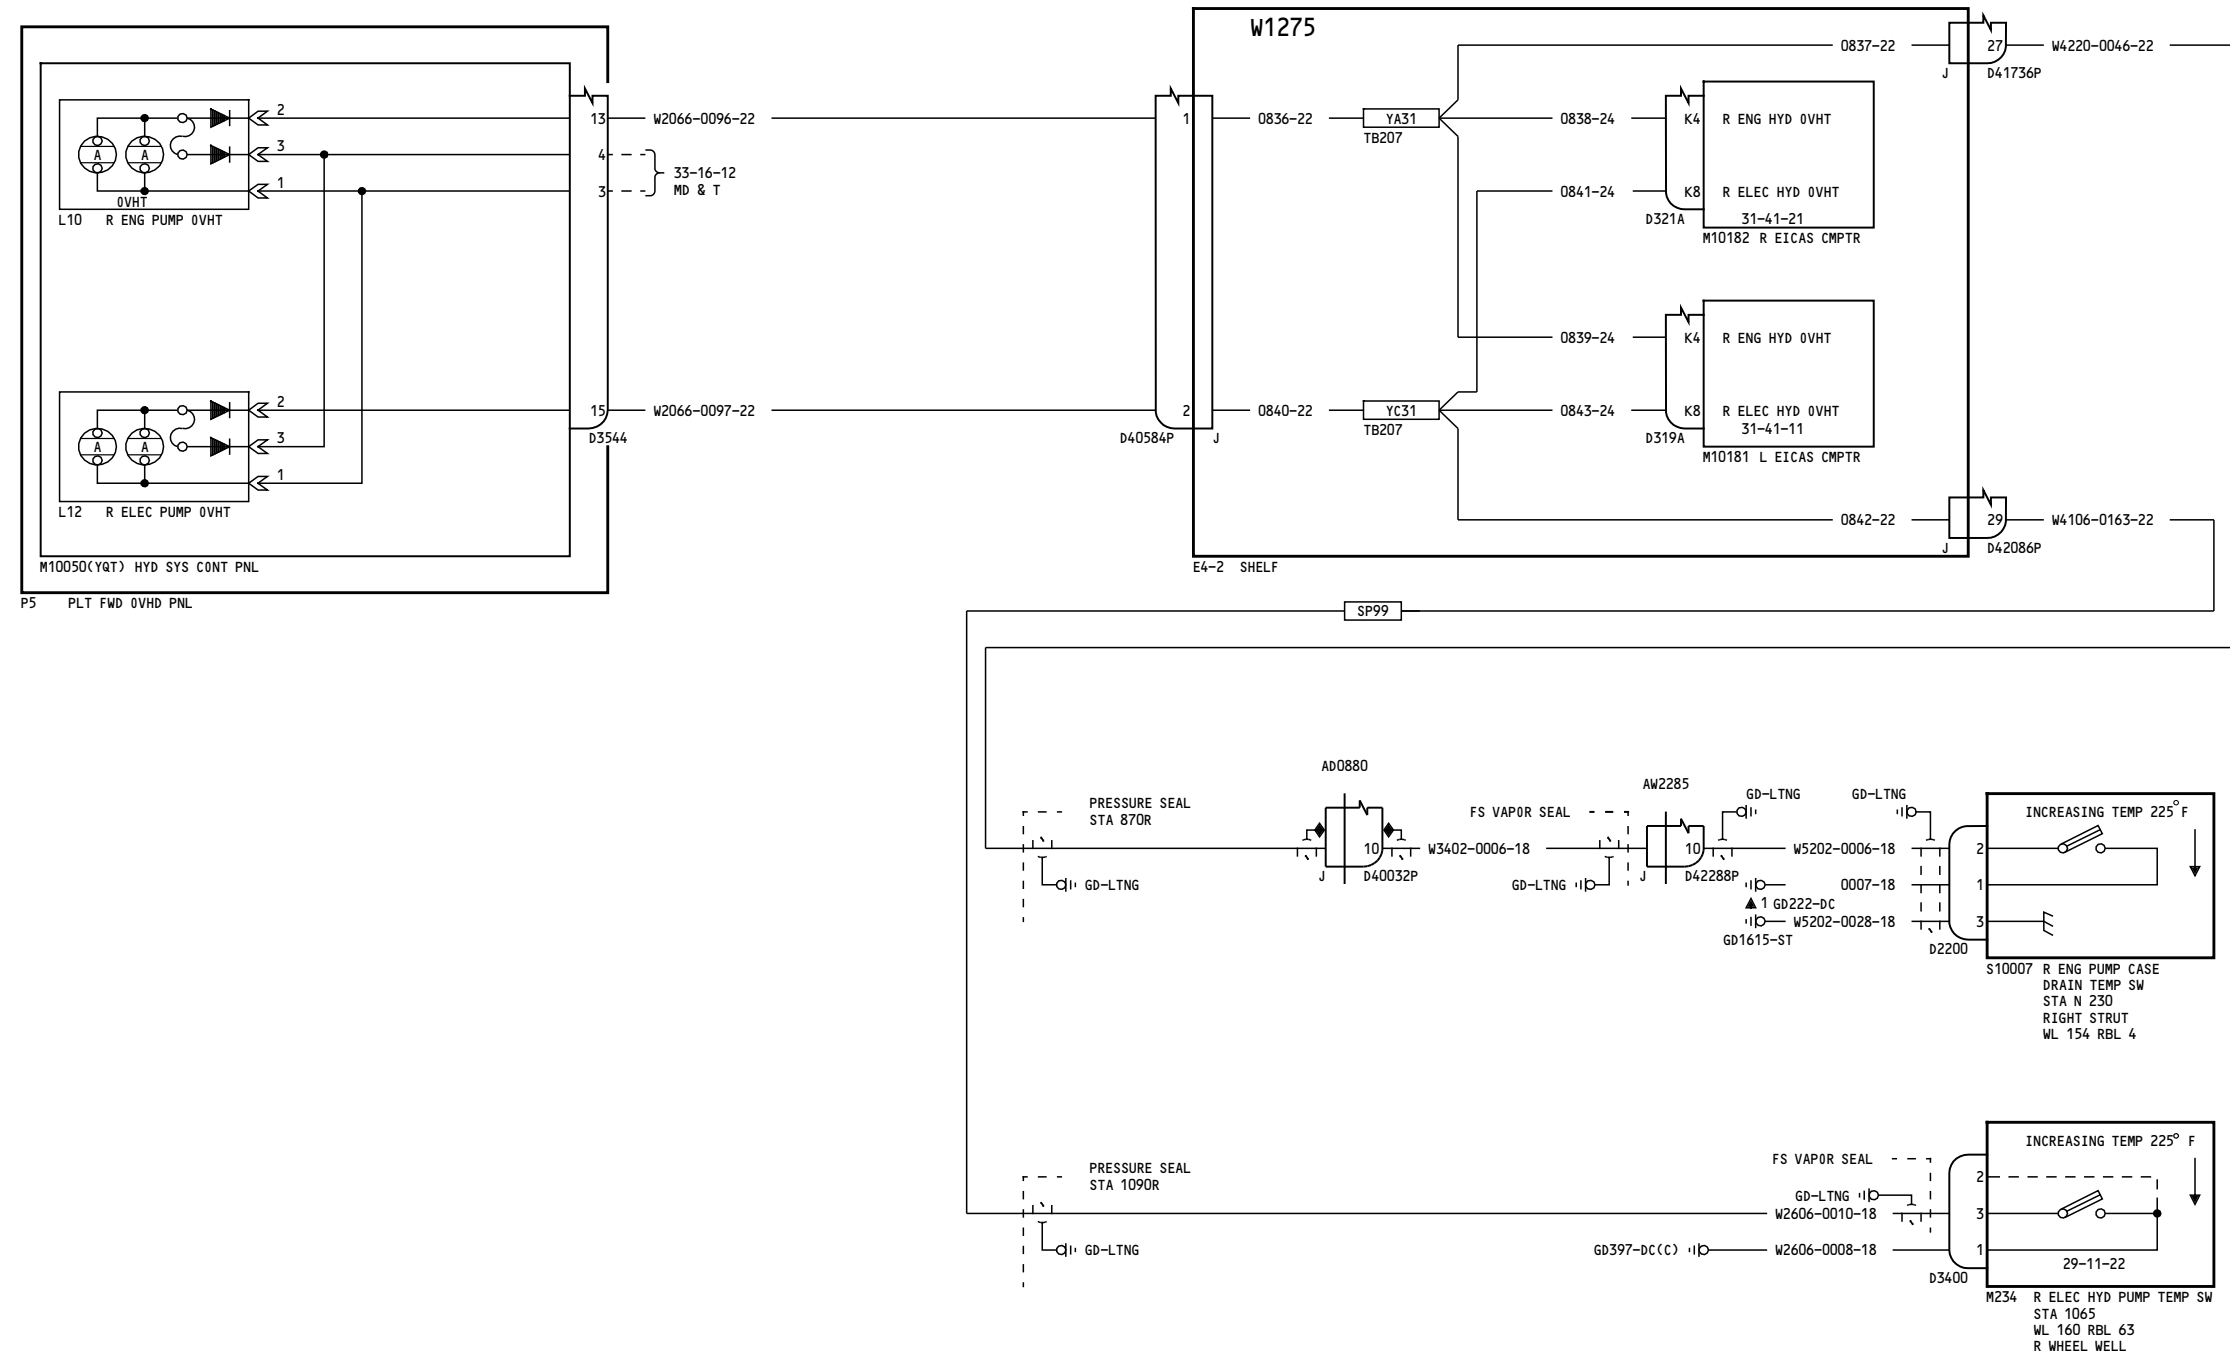 W1275
0837-22
27
W4220-0046-22
J
D41736P
2
13
W2066-0096-22
1
0836-22
YA31
TB207
0838-24
K4
R ENG HYD OVHT
A
A
3
4
33-16-12
MD & T
1
3
0841-24
K8
R ELEC HYD OVHT
OVHT
L10
R ENG PUMP OVHT
D321A
31-41-21
M10182 R EICAS CMPTR
0839-24
K4
R ENG HYD OVHT
2
15
W2066-0097-22
2
0840-22
YC31
TB207
0843-24
K8
R ELEC HYD OVHT
31-41-11
D3544
D40584P
J
D319A
A
A
3
M10181 L EICAS CMPTR
1
L12
R ELEC PUMP OVHT
0842-22
29
W4106-0163-22
J
D42086P
M10050(YQT) HYD SYS CONT PNL
E4-2 SHELF
P5
PLT FWD OVHD PNL
SP99
AD0880
AW2285
PRESSURE SEAL
STA 870R
FS VAPOR SEAL
GD-LTNG
GD-LTNG
INCREASING TEMP 225° F
10
W3402-0006-18
10
W5202-0006-18
2
J
D40032P
J
D42288P
GD-LTNG
GD-LTNG
0007-18
1
1 GD222-DC
W5202-0028-18
3
GD1615-ST
D2200
S10007 R ENG PUMP CASE
DRAIN TEMP SW
STA N 230
RIGHT STRUT
WL 154 RBL 4
INCREASING TEMP 225° F
PRESSURE SEAL
STA 1090R
FS VAPOR SEAL
2
GD-LTNG
W2606-0010-18
3
GD-LTNG
GD397-DC(C)
W2606-0008-18
1
29-11-22
D3400
M234 R ELEC HYD PUMP TEMP SW
STA 1065
WL 160 RBL 63
R WHEEL WELL